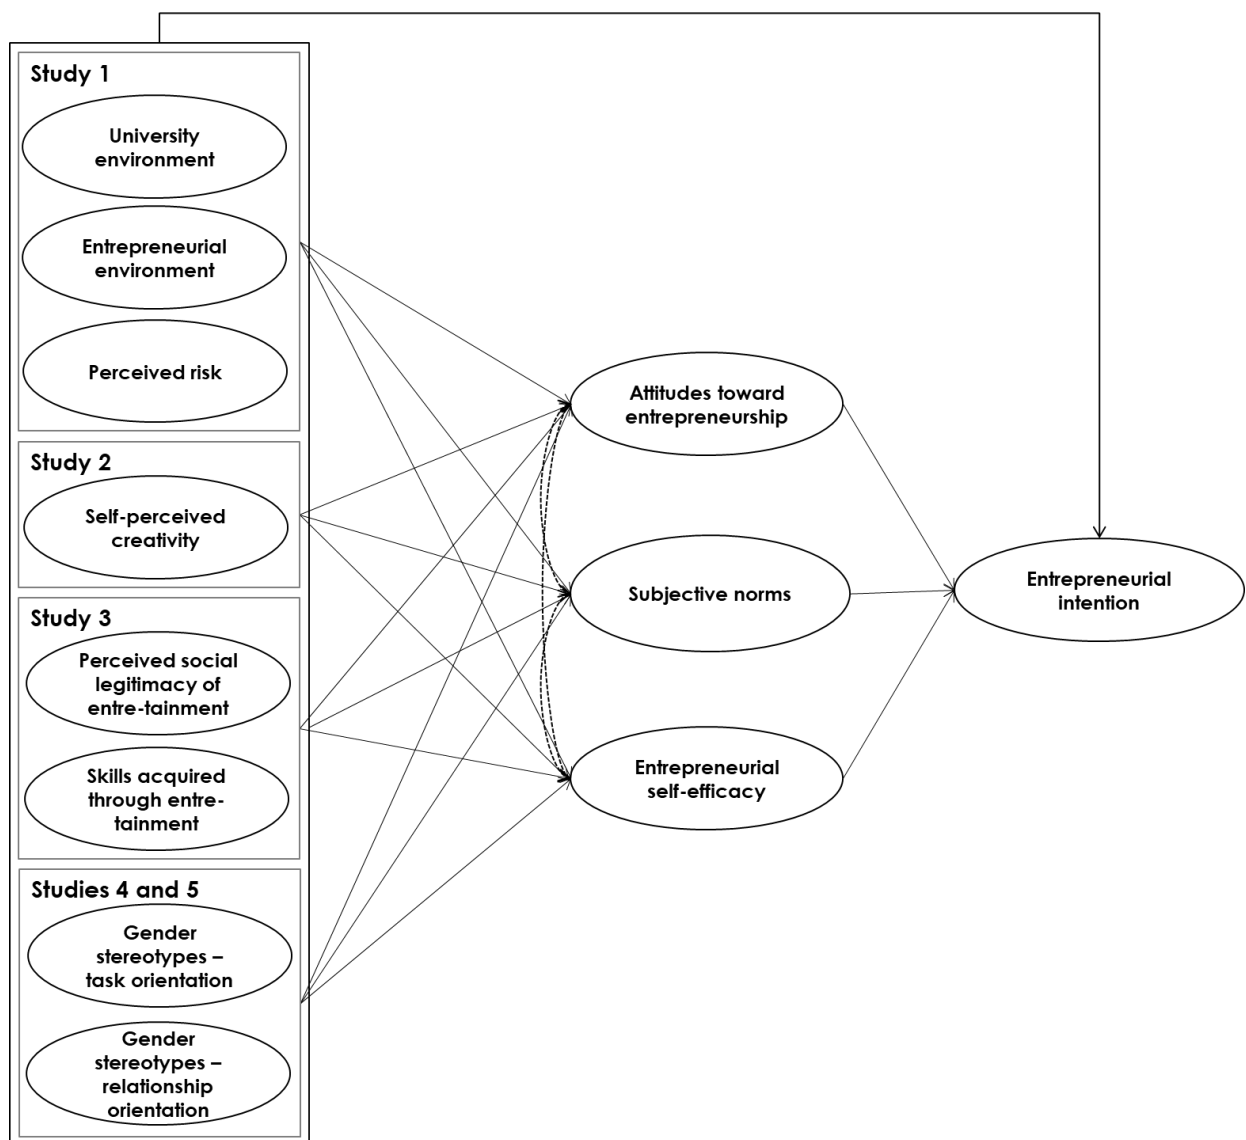 Study 1
University
environment
Entrepreneurial
environment
Perceived risk
Study 2
Self-perceived
creativity
Study 3
Perceived social
legitimacy of
entre-tainment
Skills acquired
through entre-
tainment
Studies 4 and 5
Gender
stereotypes –
task orientation
Gender
stereotypes –
relationship
orientation
Attitudes toward
entrepreneurship
Subjective norms
Entrepreneurial
self-efficacy
Entrepreneurial
intention